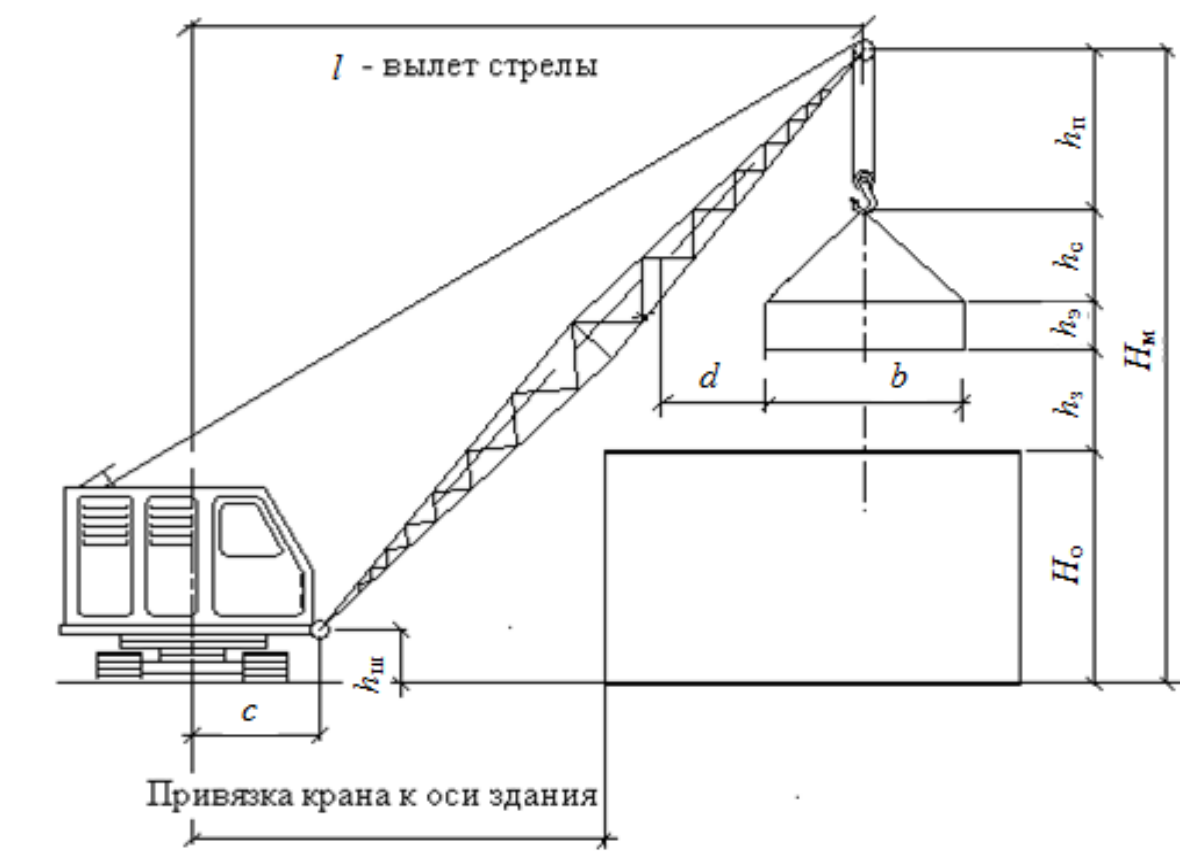 l - вылет стрелы
hп
hс
hэ
Hм
d
b
hз
Hо
hш
c
Привязка крана к оси здания